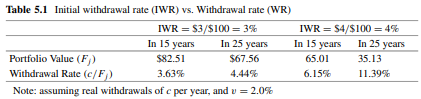 Table 5.1 Initial withdrawal rate (IWR) vs. Withdrawal rate (WR)
IWR = $3/$100 = 3% IWR = $4/$100 = 4%
In 15 years In 25 years In 15 years In 25 years
Portfolio Value (Fj) $82.51 $67.56 65.01 35.13
Withdrawal Rate (c/Fj) 3.63% 4.44% 6.15% 11.39%
Note: assuming real withdrawals of c per year, and v = 2.0%